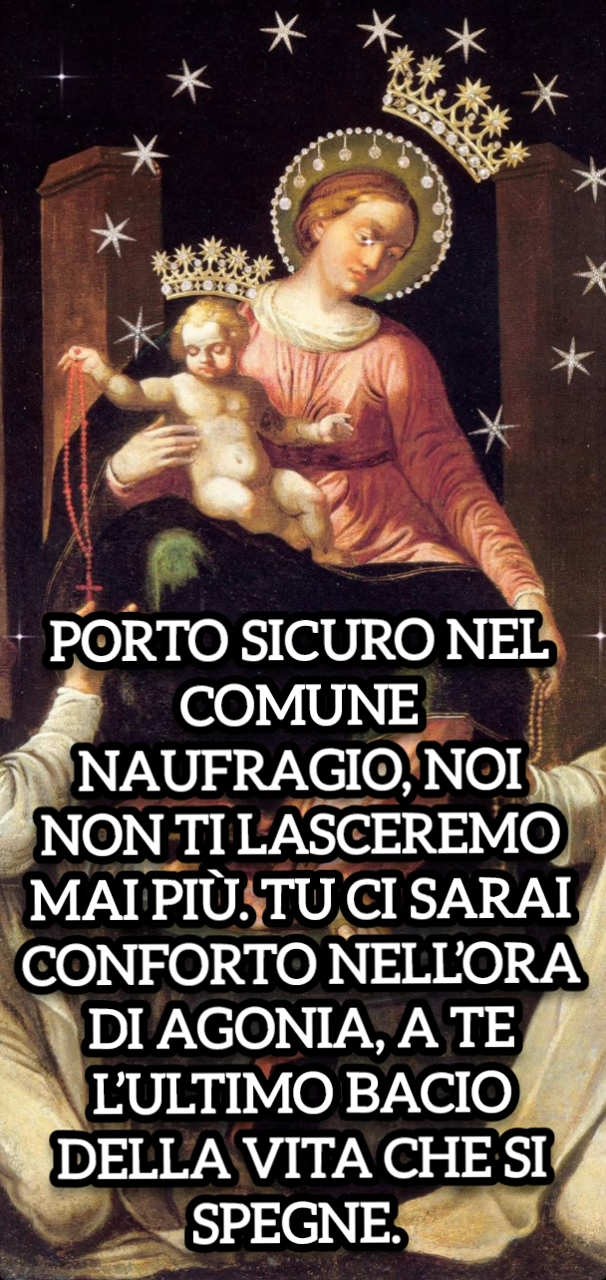 PORTO SICURO NEL
COMUNE
NAUFRAGIO, NOI
NON TI LASCEREMO
MAI PIÙ. TU CI SARAI
CONFORTO NELL'ORA
DI AGONIA, A TE
L'ULTIMO BACIO
DELLA VITA CHE SI
SPEGNE.